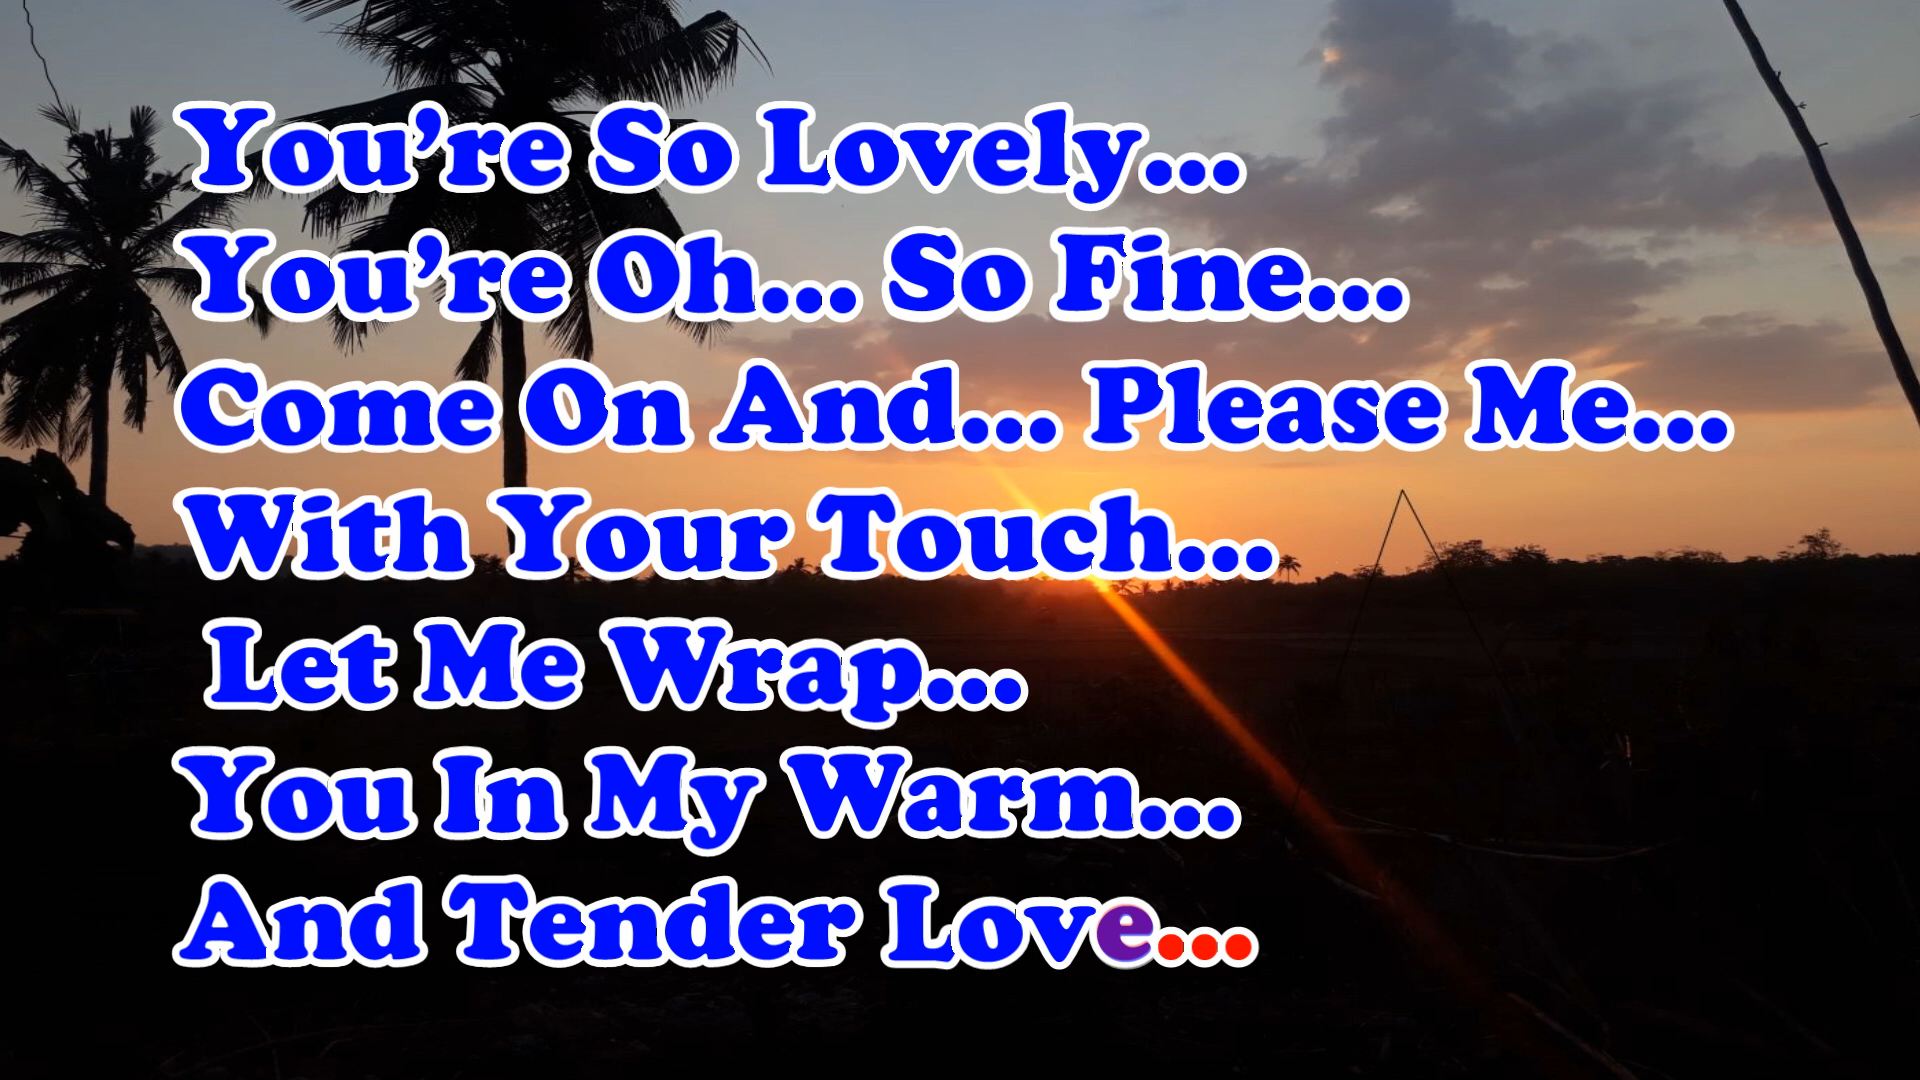 You’re So Lovely...
You’re Oh... So Fine...
Come On And... Please Me...
With Your Touch...
Let Me Wrap...
You In My Warm...
And Tender Love...